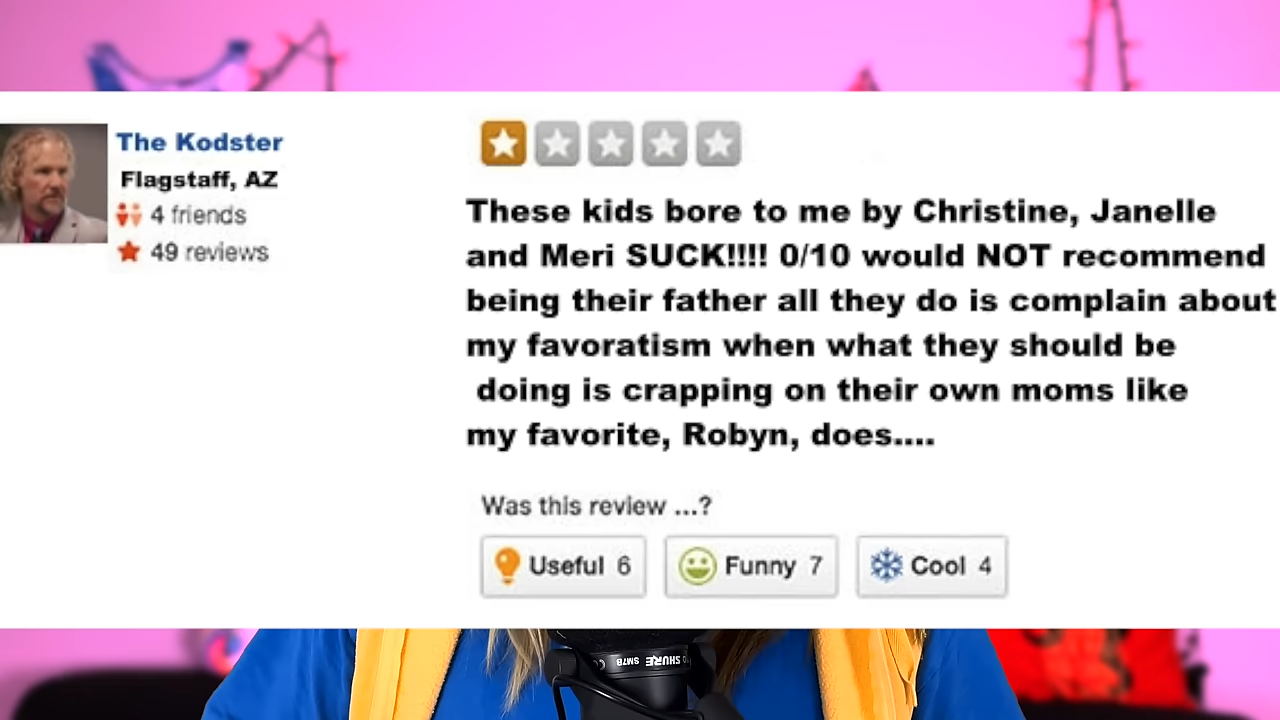 The Kodster
Flagstaff, AZ
4 friends
49 reviews
These kids bore to me by Christine, Janelle
and Meri SUCK!!!! 0/10 would NOT recommend
being their father all they do is complain about
my favoratism when what they should be
doing is crapping on their own moms like
my favorite, Robyn, does....
Was this review ...?
Useful 6
Funny 7
Cool 4
SHURE SM7B